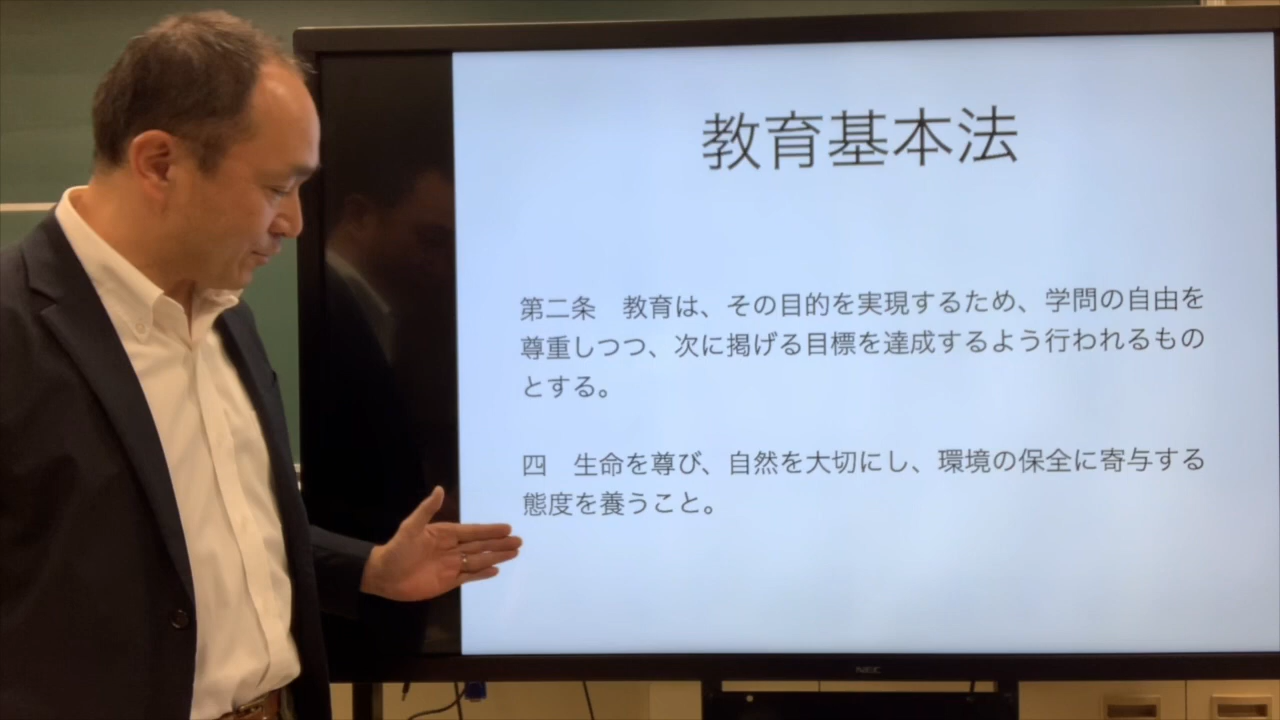 教育基本法
第二条　教育は、その目的を実現するため、学問の自由を
尊重しつつ、次に掲げる目標を達成するよう行われるもの
とする。
四　生命を尊び、自然を大切にし、環境の保全に寄与する
態度を養うこと。
NEC